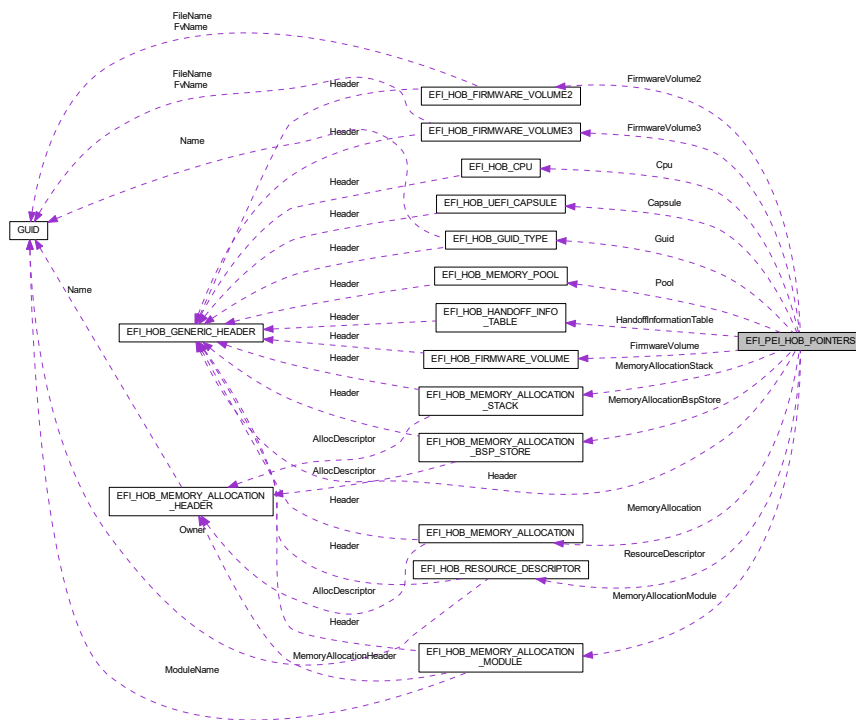 FileName
FvName
FirmwareVolume2
FileName
FvName
Header
EFI_HOB_FIRMWARE_VOLUME2
FirmwareVolume3
Name
Header
EFI_HOB_FIRMWARE_VOLUME3
Cpu
Header
EFI_HOB_CPU
Capsule
Header
EFI_HOB_UEFI_CAPSULE
GUID
Header
EFI_HOB_GUID_TYPE
Guid
Name
Header
EFI_HOB_MEMORY_POOL
Pool
EFI_HOB_GENERIC_HEADER
Header
EFI_HOB_HANDOFF_INFO
_TABLE
HandoffInformationTable
EFI_PEI_HOB_POINTERS
Header
EFI_HOB_FIRMWARE_VOLUME
FirmwareVolume
Header
EFI_HOB_MEMORY_ALLOCATION
_STACK
MemoryAllocationStack
Header
MemoryAllocationBspStore
AllocDescriptor
EFI_HOB_MEMORY_ALLOCATION
_BSP_STORE
AllocDescriptor
Header
EFI_HOB_MEMORY_ALLOCATION
_HEADER
Header
MemoryAllocation
Owner
EFI_HOB_MEMORY_ALLOCATION
Header
ResourceDescriptor
EFI_HOB_RESOURCE_DESCRIPTOR
AllocDescriptor
MemoryAllocationModule
Header
MemoryAllocationHeader
EFI_HOB_MEMORY_ALLOCATION
_MODULE
ModuleName